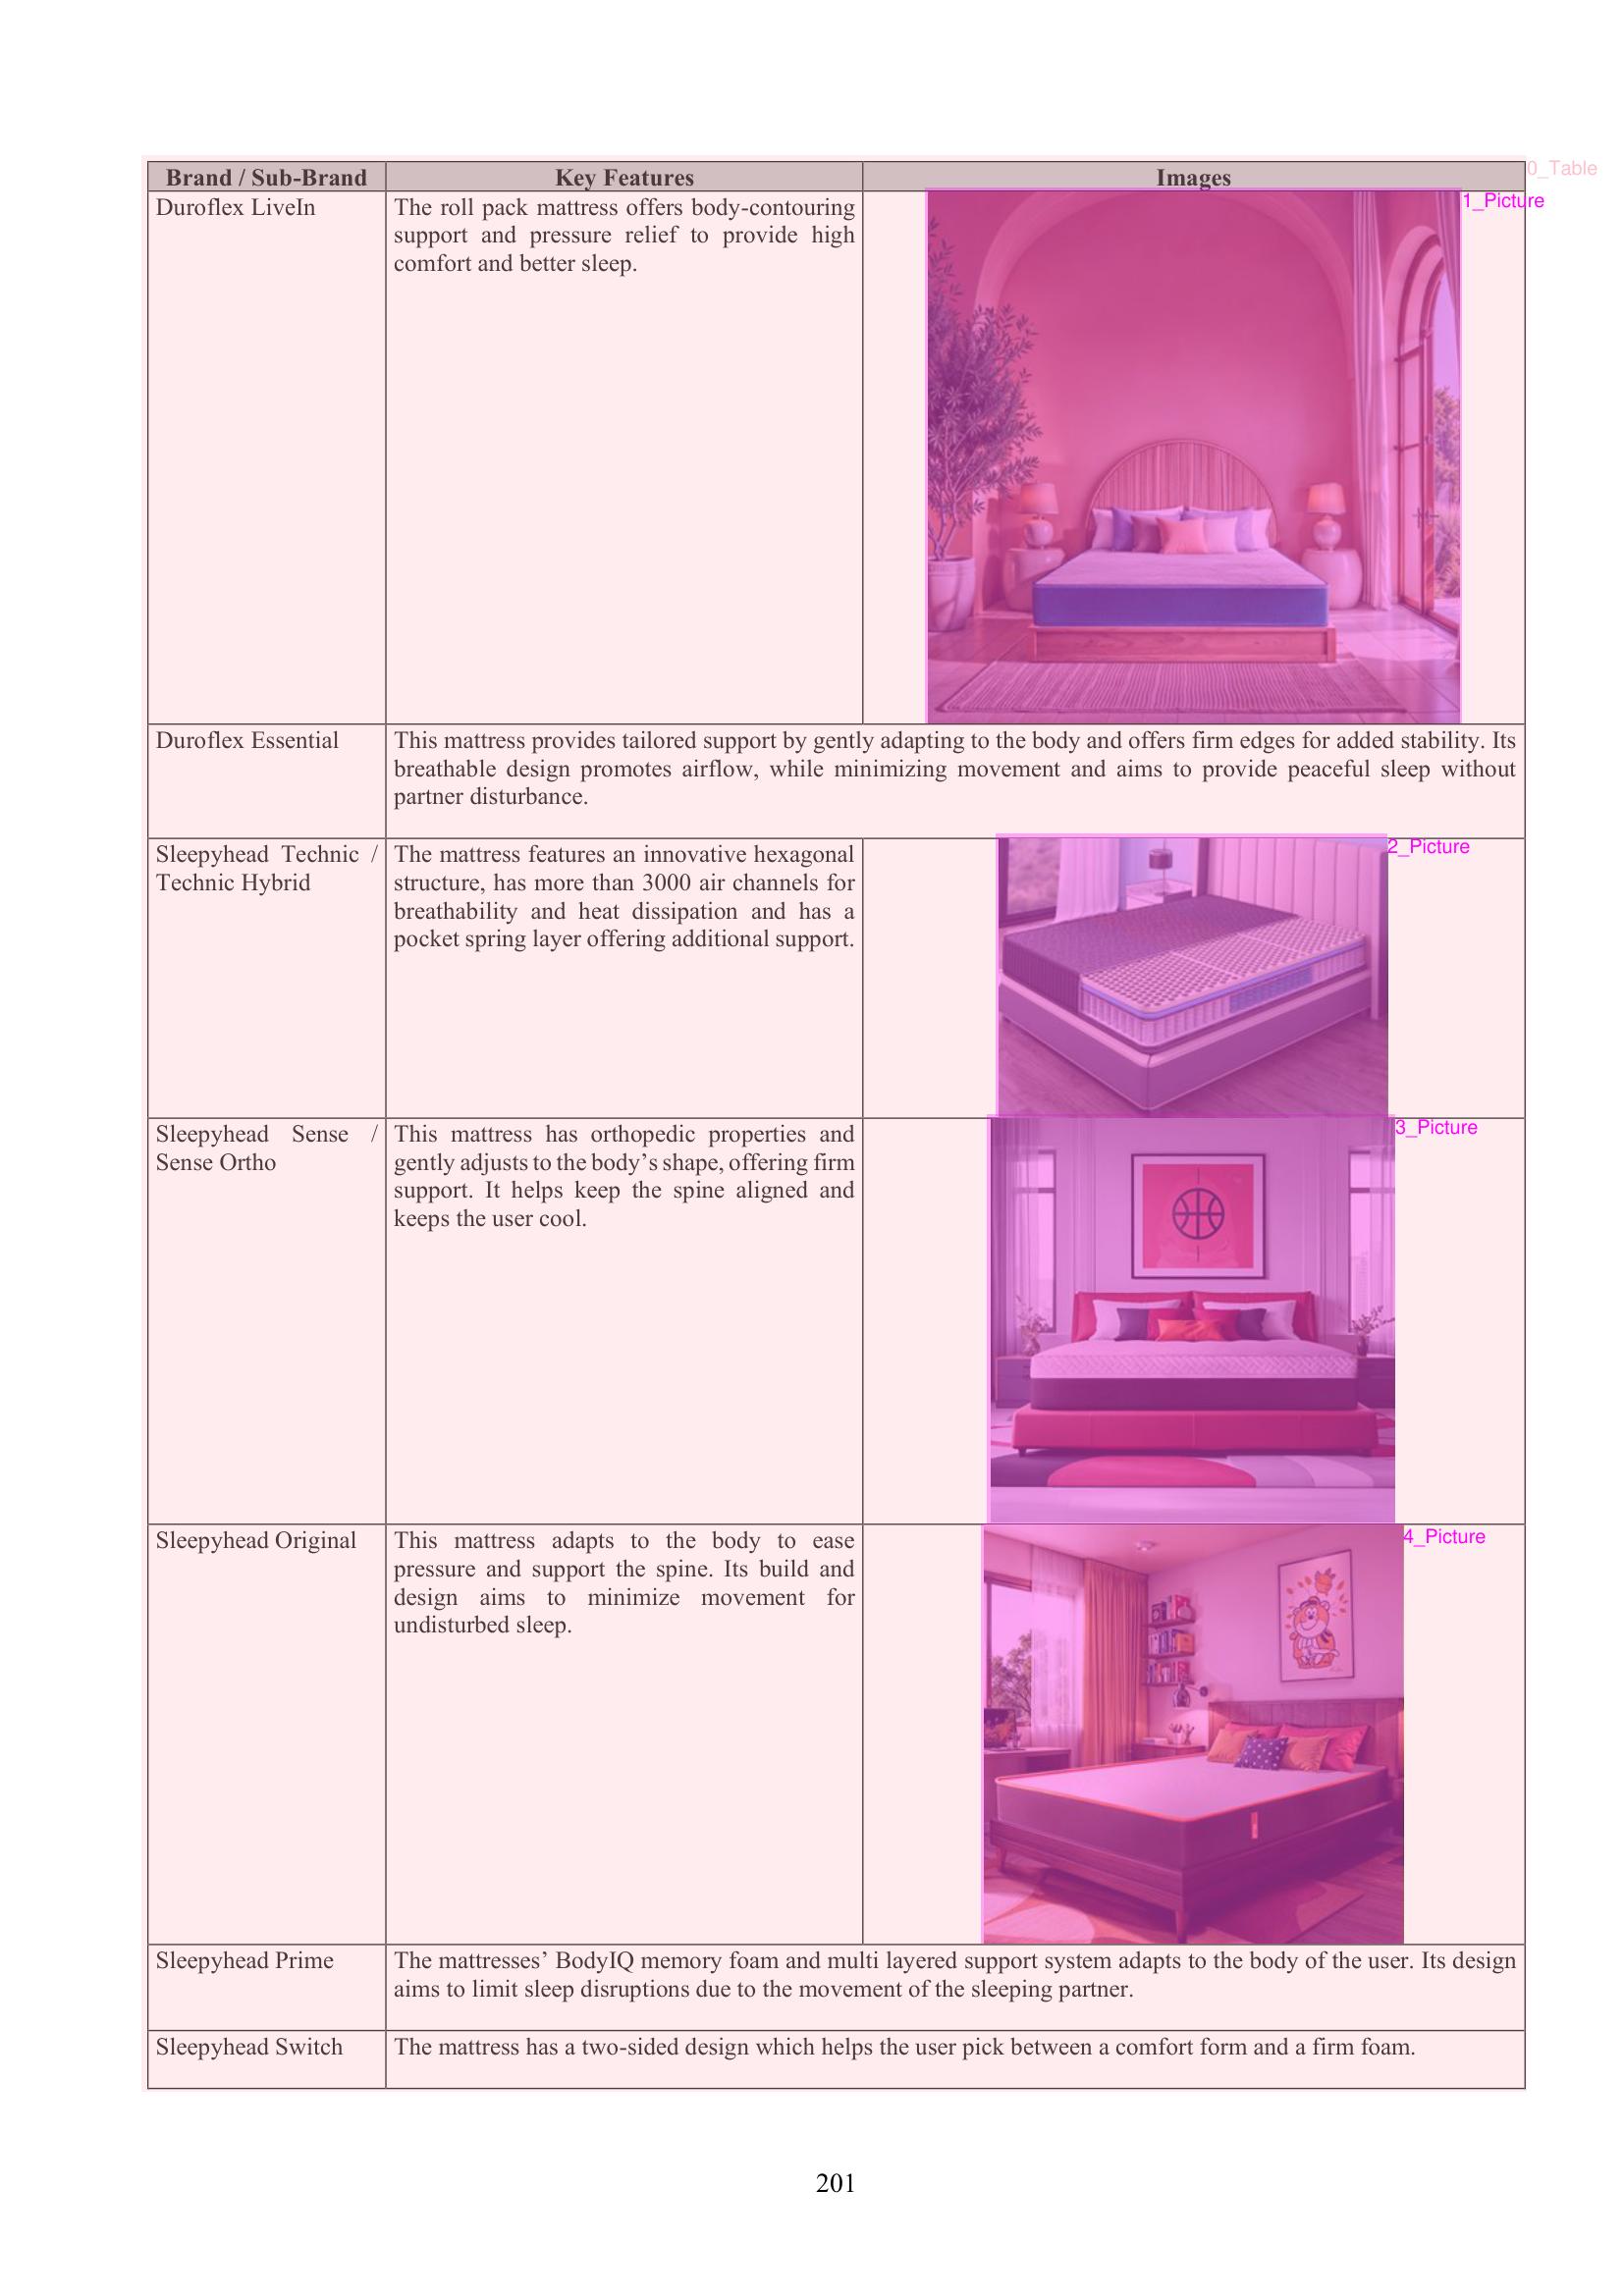 Brand / Sub-Brand Key Features Images
0_Table
Duroflex LiveIn
The roll pack mattress offers body-contouring
support and pressure relief to provide high
comfort and better sleep.
1_Picture
Duroflex Essential
This mattress provides tailored support by gently adapting to the body and offers firm edges for added stability. Its
breathable design promotes airflow, while minimizing movement and aims to provide peaceful sleep without
partner disturbance.
Sleepyhead Technic /
Technic Hybrid
The mattress features an innovative hexagonal
structure, has more than 3000 air channels for
breathability and heat dissipation and has a
pocket spring layer offering additional support.
2_Picture
Sleepyhead Sense /
Sense Ortho
This mattress has orthopedic properties and
gently adjusts to the body’s shape, offering firm
support. It helps keep the spine aligned and
keeps the user cool.
3_Picture
Sleepyhead Original
This mattress adapts to the body to ease
pressure and support the spine. Its build and
design aims to minimize movement for
undisturbed sleep.
4_Picture
Sleepyhead Prime
The mattresses’ BodyIQ memory foam and multi layered support system adapts to the body of the user. Its design
aims to limit sleep disruptions due to the movement of the sleeping partner.
Sleepyhead Switch
The mattress has a two-sided design which helps the user pick between a comfort form and a firm foam.
201